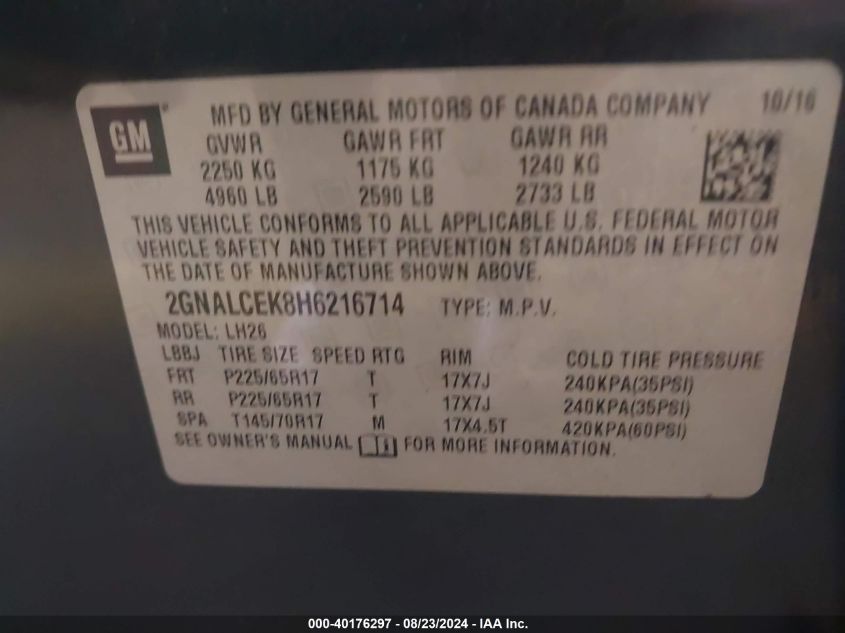 GM ® MFD BY GENERAL MOTORS OF CANADA COMPANY 10/16
GVWR GAWR FRT GAWR RR
2250 KG 1175 KG 1240 KG
4960 LB 2590 LB 2733 LB
THIS VEHICLE CONFORMS TO ALL APPLICABLE U.S. FEDERAL MOTOR
VEHICLE SAFETY AND THEFT PREVENTION STANDARDS IN EFFECT ON
THE DATE OF MANUFACTURE SHOWN ABOVE.
2GNALCEK8H6216714 TYPE: M.P.V.
MODEL: LH26
LBBJ TIRE SIZE SPEED RTG RIM COLD TIRE PRESSURE
FRT P225/65R17 T 17X7J 240KPA(35PSI)
RR P225/65R17 T 17X7J 240KPA(35PSI)
SPA T145/70R17 M 17X4.5T 420KPA(60PSI)
SEE OWNER'S MANUAL FOR MORE INFORMATION.
000-40176297 - 08/23/2024 - IAA Inc.